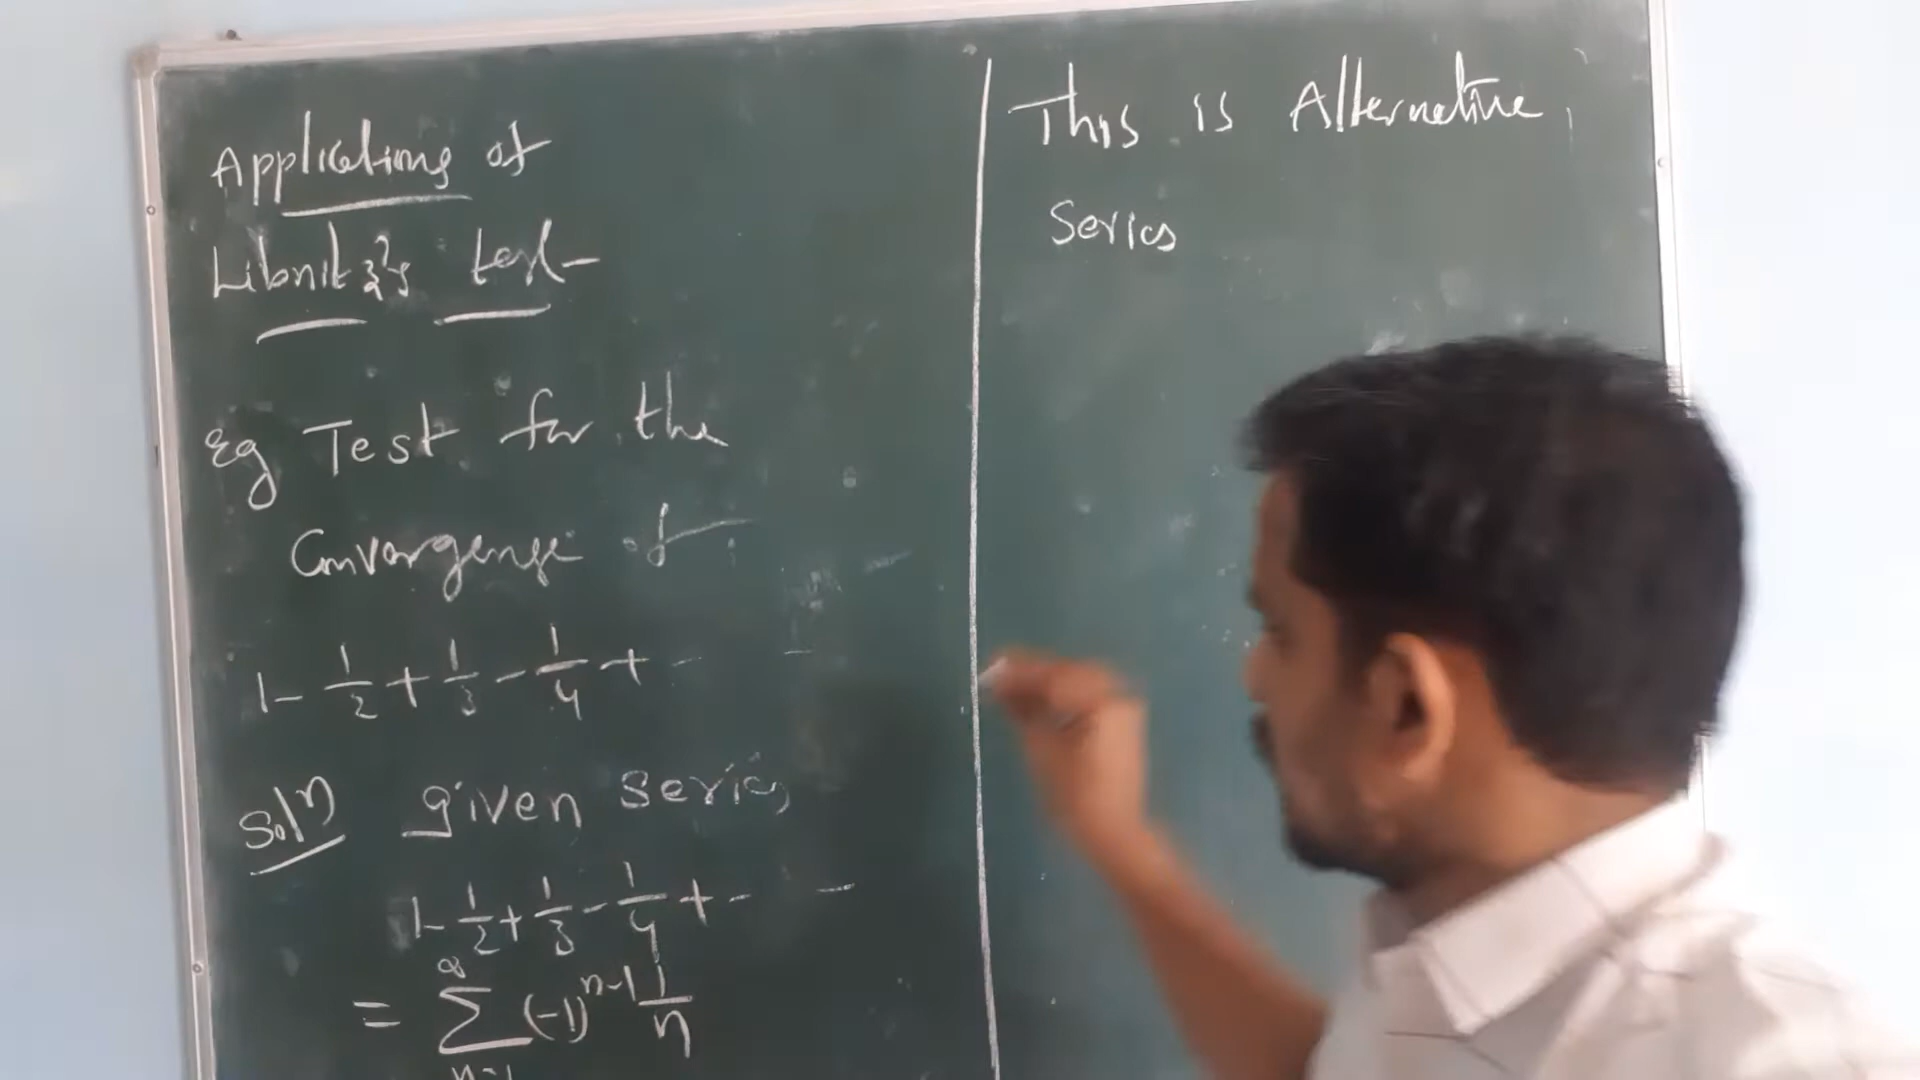 Applications of
Libnitz's test
Eg Test for the
Convergence of
1 - 1/2 + 1/3 - 1/4 + - -
Solⁿ given series
1 - 1/2 + 1/3 - 1/4 + - -
= ∞ Σ n=1 (-1)ⁿ⁻¹ 1/n
This is Alternative
Series